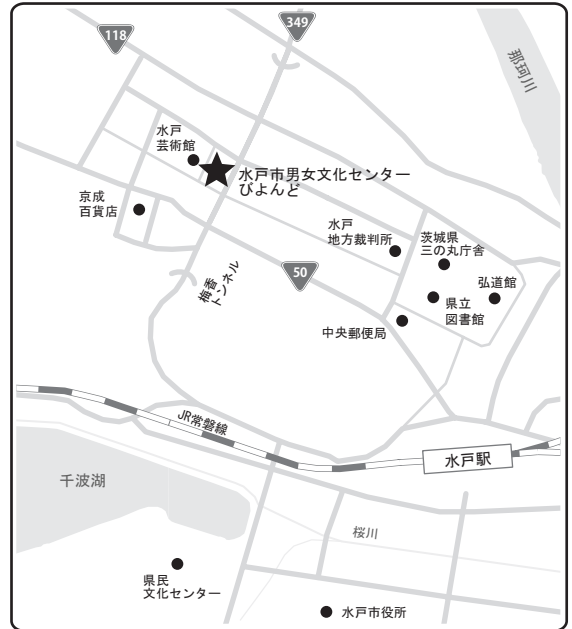 349
118
那珂川
水戸
芸術館
水戸市男女文化センター
びよんど
京成
百貨店
水戸
地方裁判所
茨城県
三の丸庁舎
弘道館
県立
図書館
50
梅香
トンネル
中央郵便局
JR常磐線
水戸駅
千波湖
桜川
県民
文化センター
水戸市役所